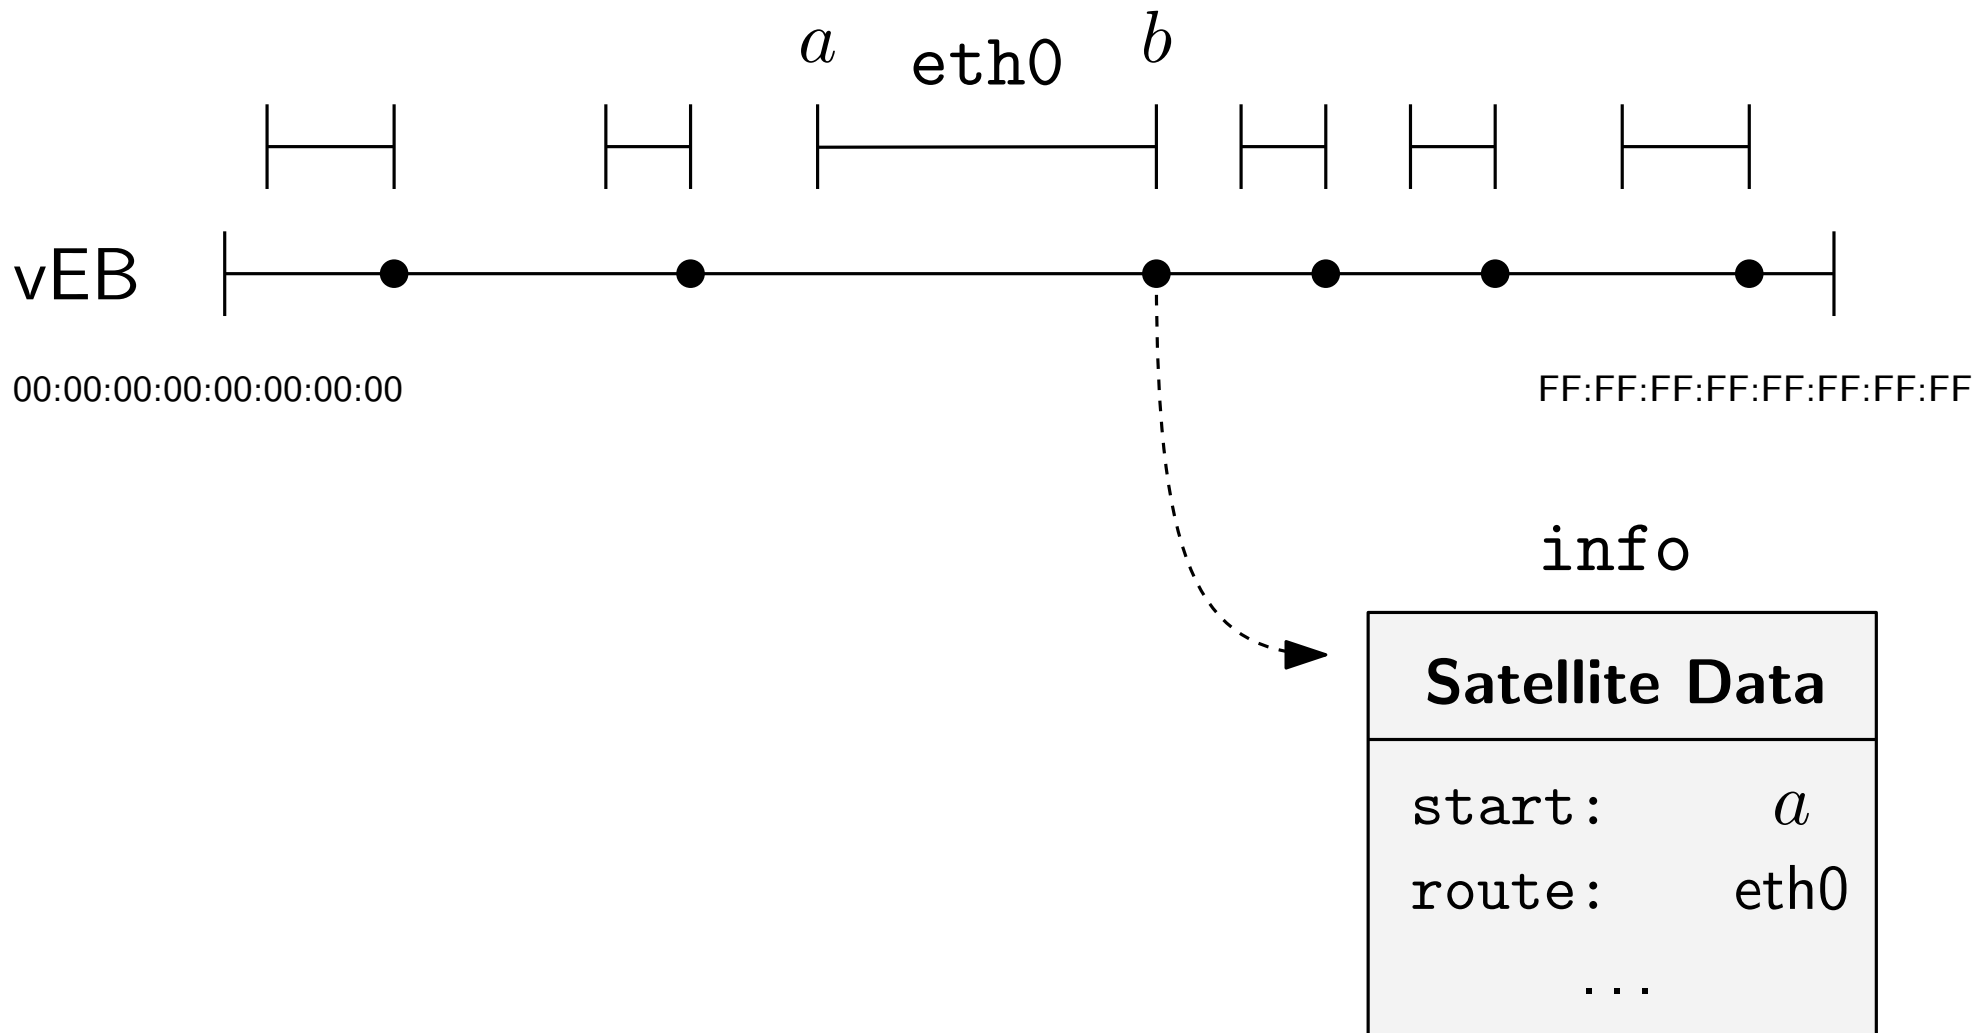 a eth0 b
vEB
00:00:00:00:00:00:00:00 FF:FF:FF:FF:FF:FF:FF:FF
info
Satellite Data
start: a
route: eth0
...